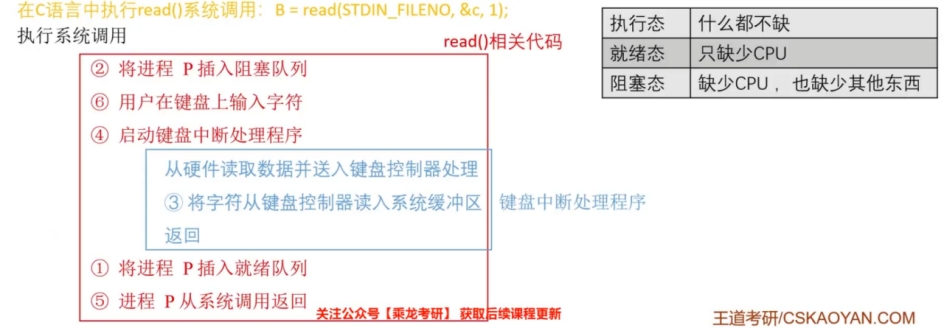 在C语言中执行read()系统调用：B = read(STDIN_FILENO, &c, 1);
执行系统调用
read()相关代码
② 将进程 P 插入阻塞队列
⑥ 用户在键盘上输入字符
④ 启动键盘中断处理程序
从硬件读取数据并送入键盘控制器处理
③ 将字符从键盘控制器读入系统缓冲区
返回
键盘中断处理程序
① 将进程 P 插入就绪队列
⑤ 进程 P 从系统调用返回
关注公众号【乘龙考研】 获取后续课程更新
执行态 什么都不缺
就绪态 只缺少CPU
阻塞态 缺少CPU ，也缺少其他东西
王道考研/CSKAOYAN.COM